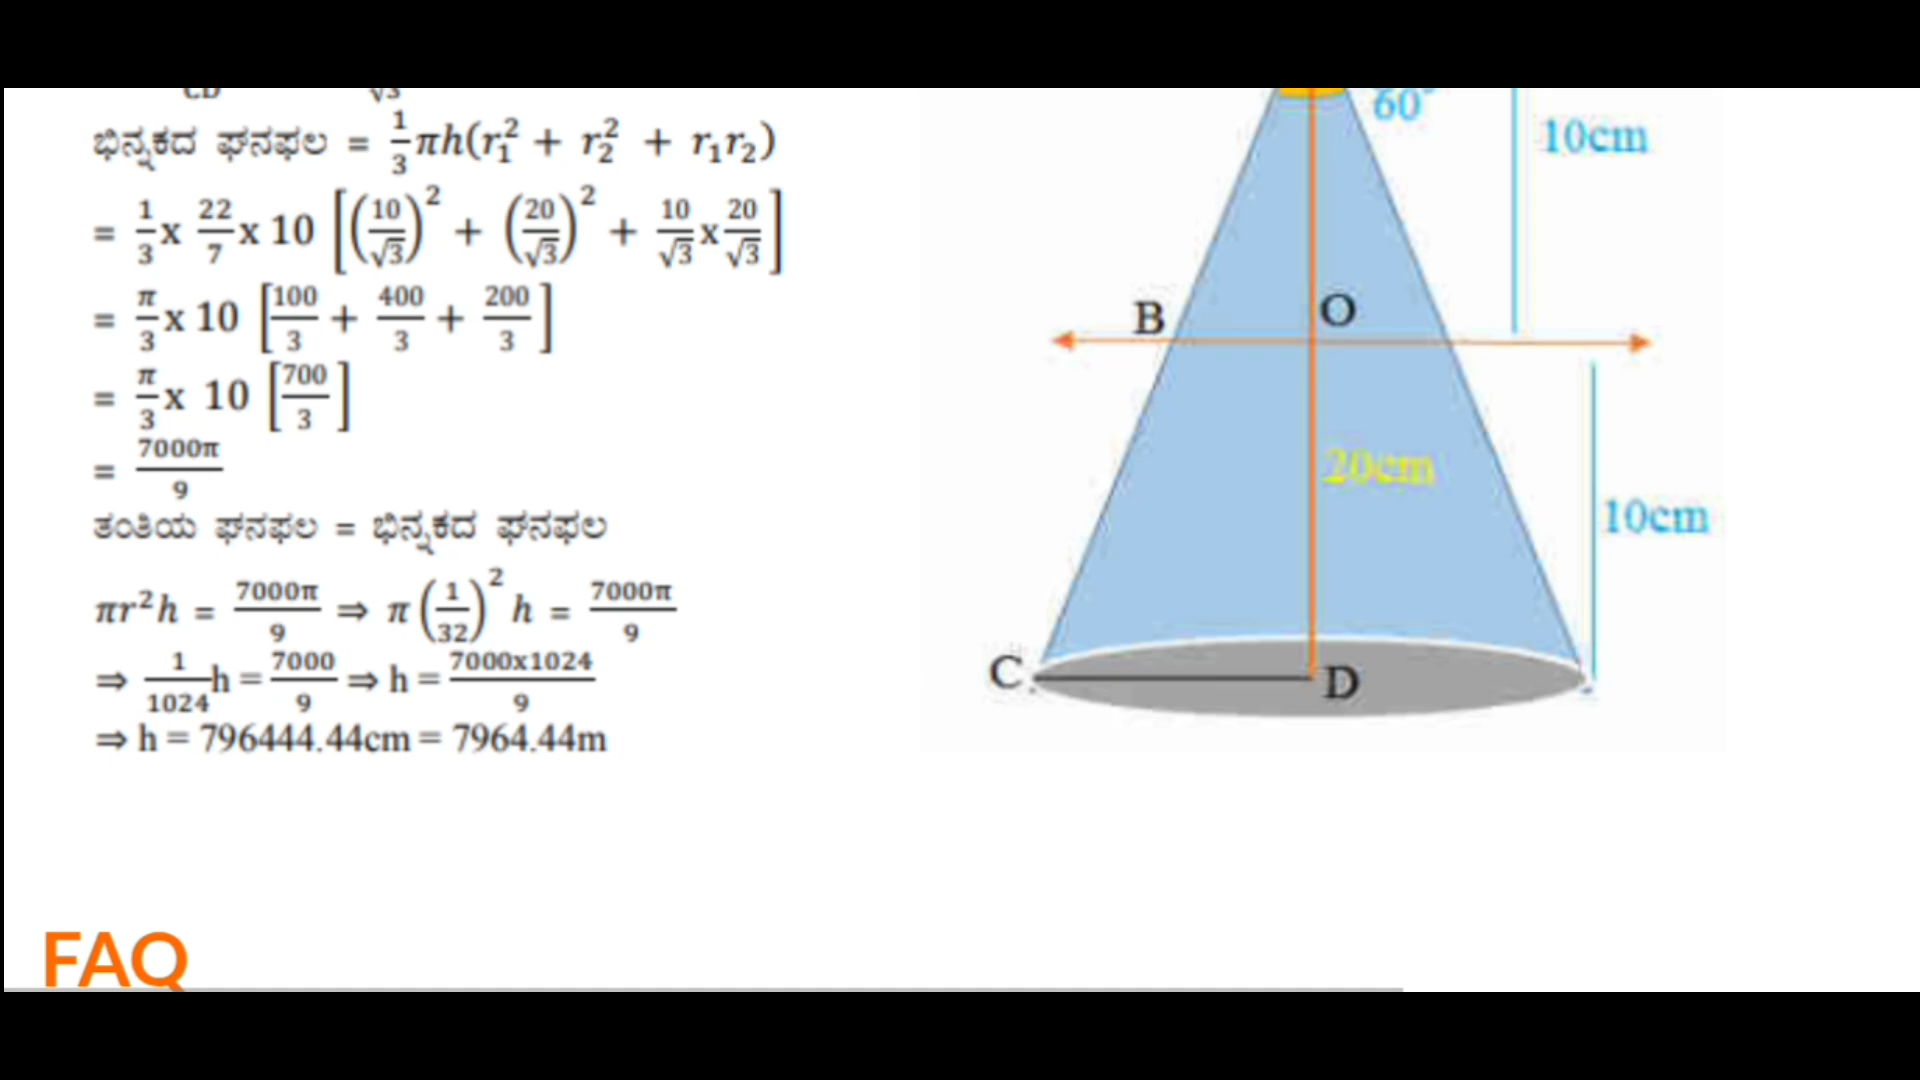 ಭಿನ್ನಕದ ಘನಫಲ = 1/3 πh(r₁² + r₂² + r₁r₂)
= 1/3 x 22/7 x 10 [(10/√3)² + (20/√3)² + 10/√3 x 20/√3]
= π/3 x 10 [100/3 + 400/3 + 200/3]
= π/3 x 10 [700/3]
= 7000π/9
ತಂತಿಯ ಘನಫಲ = ಭಿನ್ನಕದ ಘನಫಲ
πr²h = 7000π/9 ⇒ π(1/32)² h = 7000π/9
⇒ 1/1024 h = 7000/9 ⇒ h = 7000x1024/9
⇒ h = 796444.44cm = 7964.44m
60°
10cm
B
O
20cm
10cm
C
D
FAQ